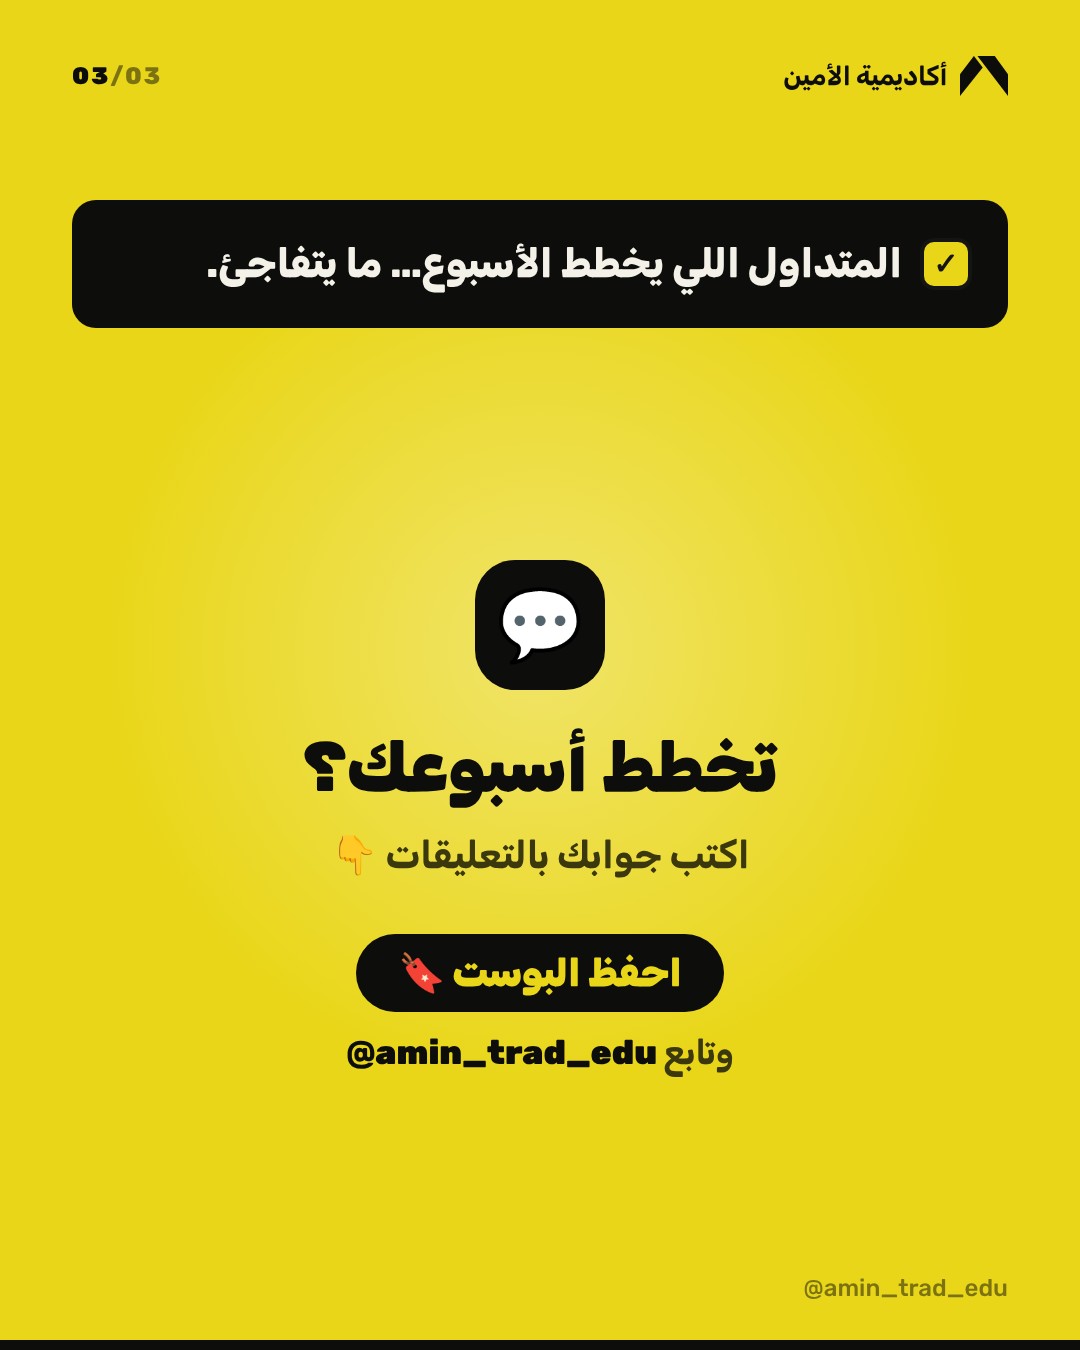 أكاديمية الأمين
03/03
✓ المتداول اللي يخطط الأسبوع... ما يتفاجئ.
تخطط أسبوعك؟
اكتب جوابك بالتعليقات 👇
احفظ البوست 🔖
وتابع @amin_trad_edu
@amin_trad_edu